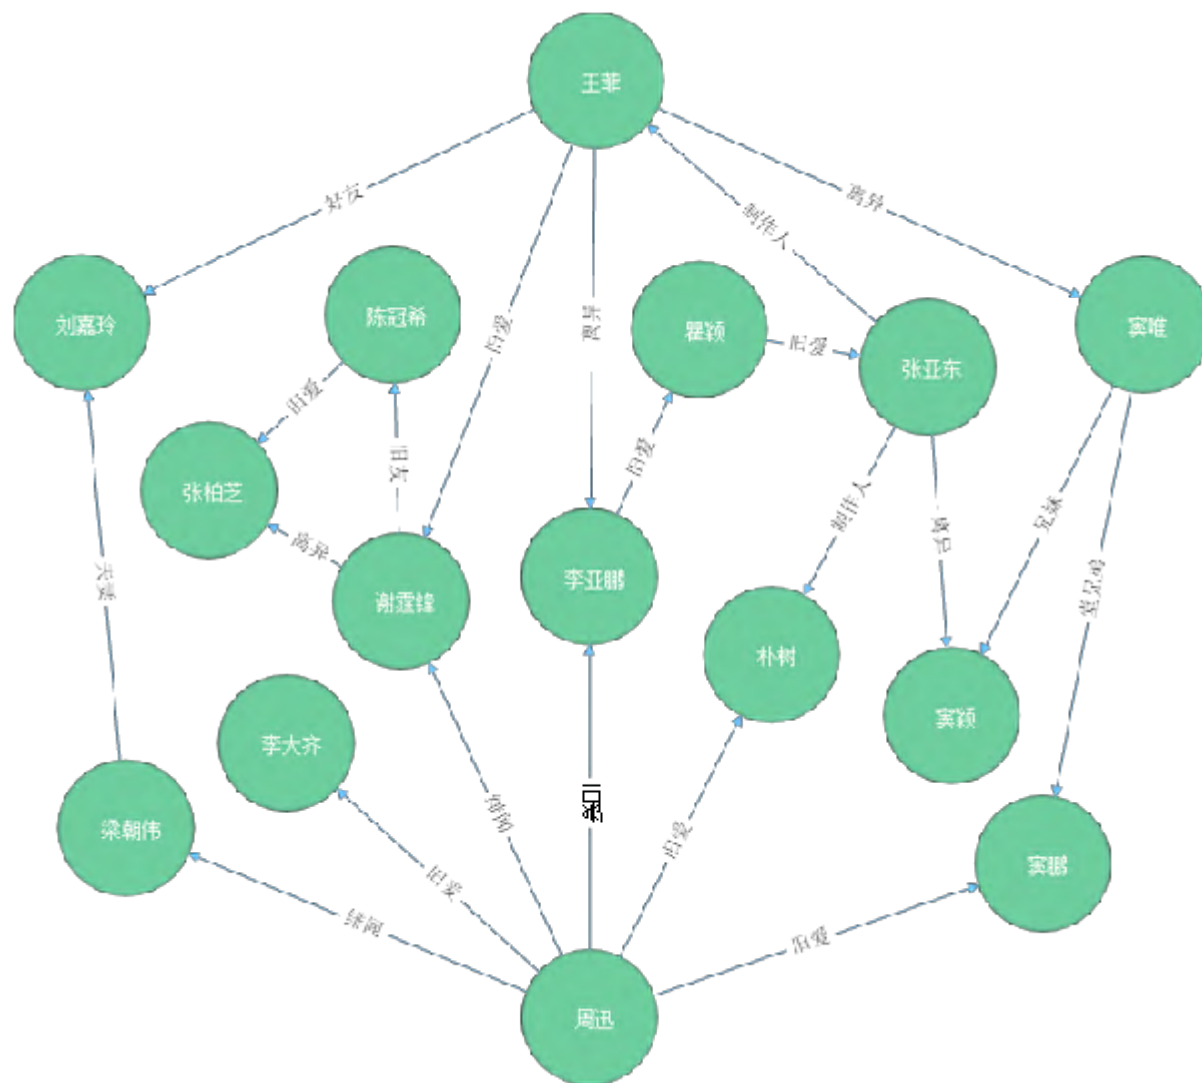 王菲
好友
离异
制作人
刘嘉玲
陈冠希
旧爱
离异
瞿颖
旧爱
张亚东
窦唯
旧爱
张柏芝
旧友
旧爱
制作人
离异
兄妹
离异
谢霆锋
李亚鹏
朴树
堂兄弟
夫妻
窦颖
李大齐
梁朝伟
绯闻
旧爱
旧爱
窦鹏
绯闻
旧爱
周迅